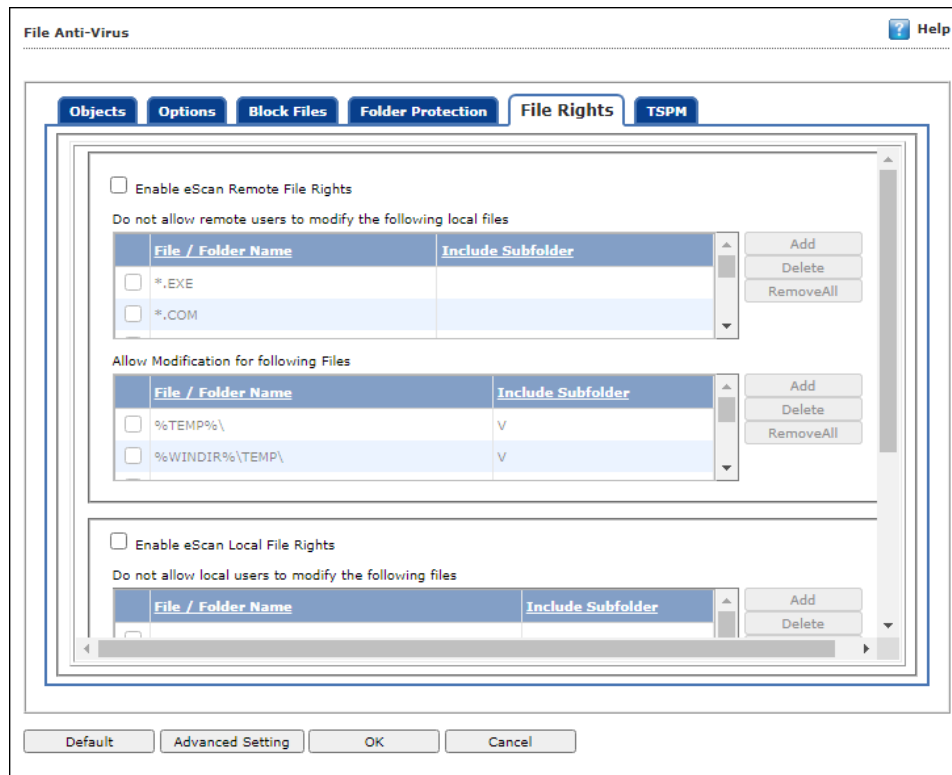 File Anti-Virus
? Help
Objects Options Block Files Folder Protection File Rights TSPM
Enable eScan Remote File Rights
Do not allow remote users to modify the following local files
File / Folder Name Include Subfolder
*.EXE
*.COM
Add
Delete
RemoveAll
Allow Modification for following Files
File / Folder Name Include Subfolder
%TEMP%\ V
%WINDIR%\TEMP\ V
Add
Delete
RemoveAll
Enable eScan Local File Rights
Do not allow local users to modify the following files
File / Folder Name Include Subfolder
Add
Delete
Default Advanced Setting OK Cancel